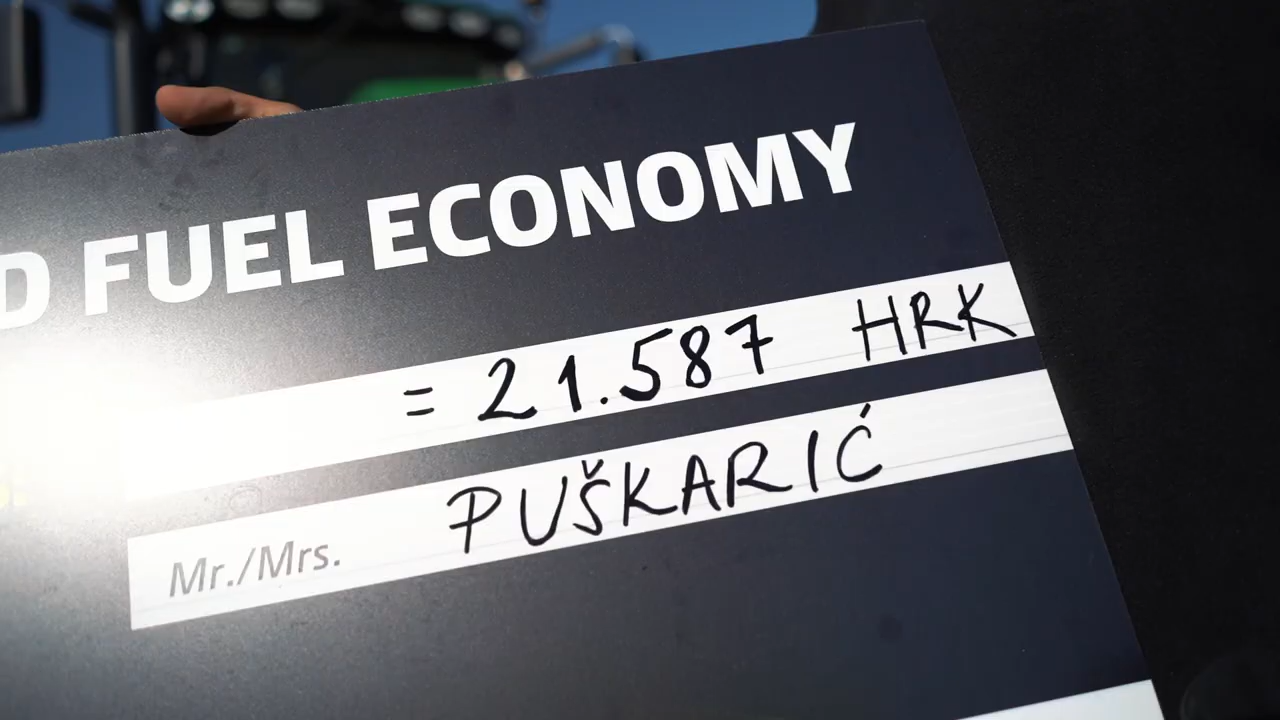 FUEL ECONOMY
= 21.587 HRK
Mr./Mrs. PUŠKARIĆ